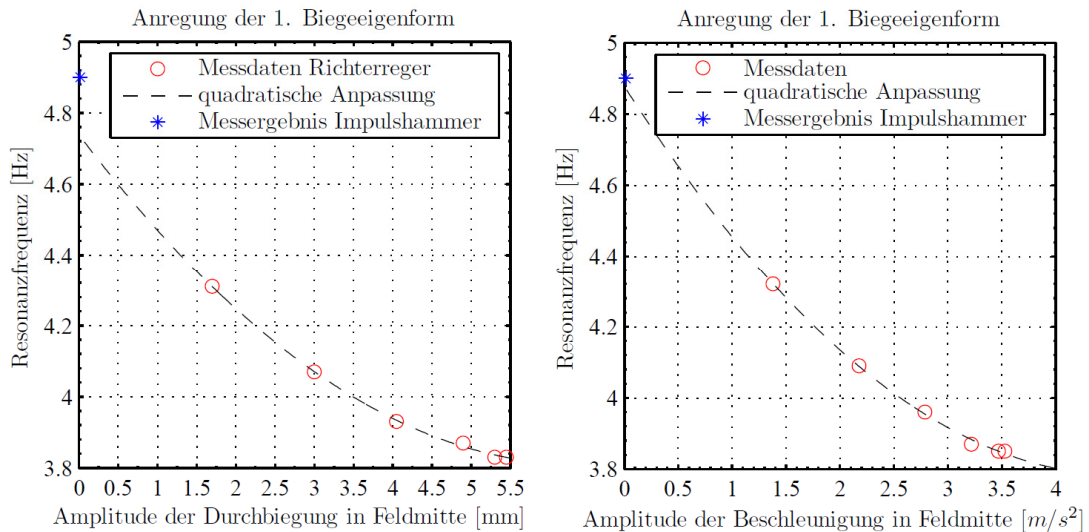 Anregung der 1. Biegeeigenform
Resonanzfrequenz [Hz]
5
4.8
4.6
4.4
4.2
4
3.8
Messdaten Richterreger
quadratische Anpassung
Messergebnis Impulshammer
0 0.5 1 1.5 2 2.5 3 3.5 4 4.5 5 5.5
Amplitude der Durchbiegung in Feldmitte [mm]
Anregung der 1. Biegeeigenform
Resonanzfrequenz [Hz]
5
4.8
4.6
4.4
4.2
4
3.8
Messdaten
quadratische Anpassung
Messergebnis Impulshammer
0 0.5 1 1.5 2 2.5 3 3.5 4
Amplitude der Beschleunigung in Feldmitte [m/s²]